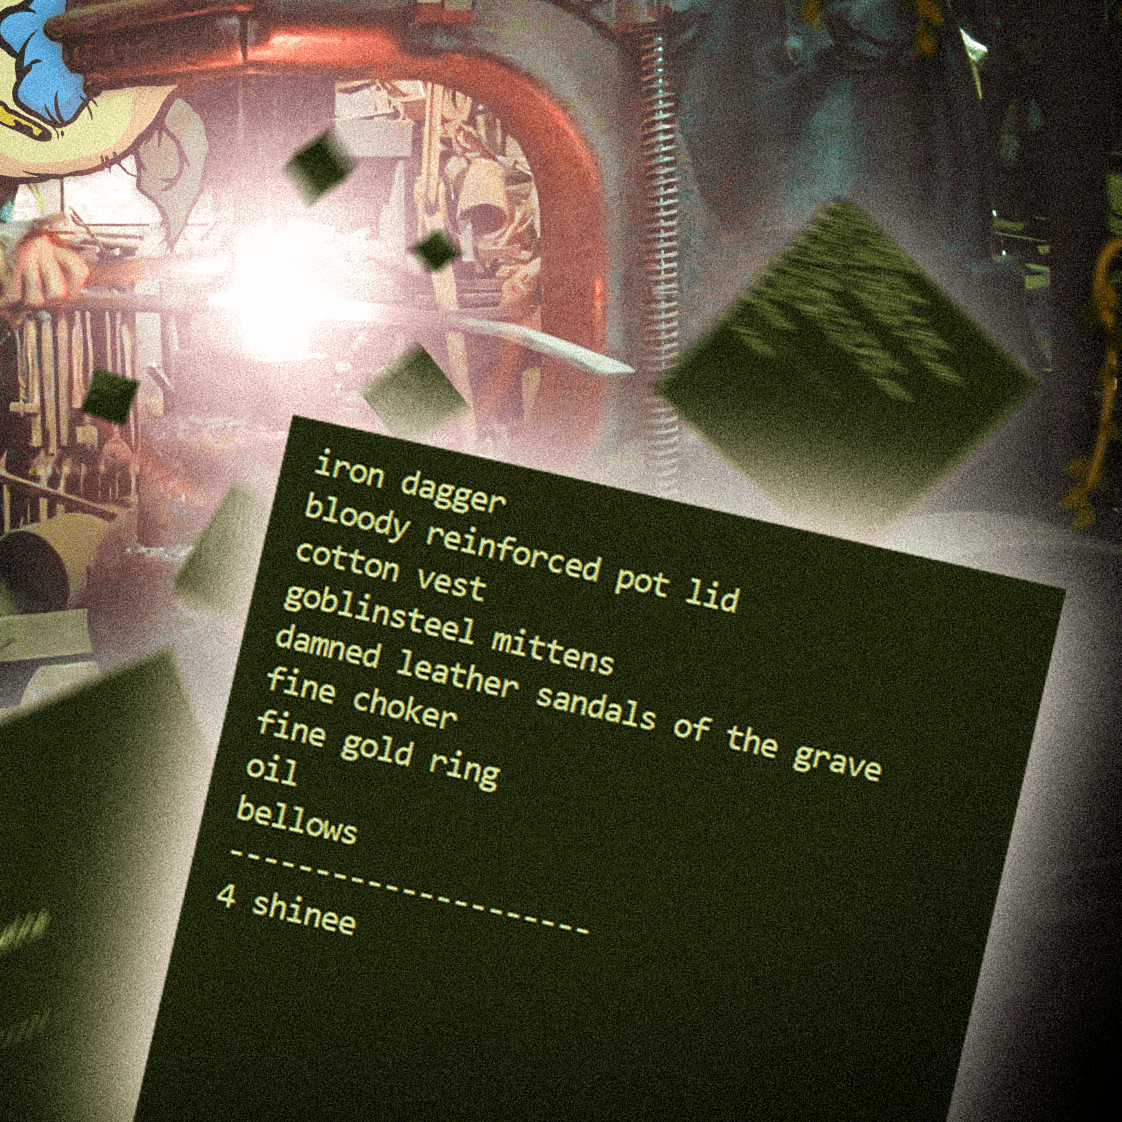 iron dagger
bloody reinforced pot lid
cotton vest
goblinsteel mittens
damned leather sandals of the grave
fine choker
fine gold ring
oil
bellows
---------------------
4 shinee